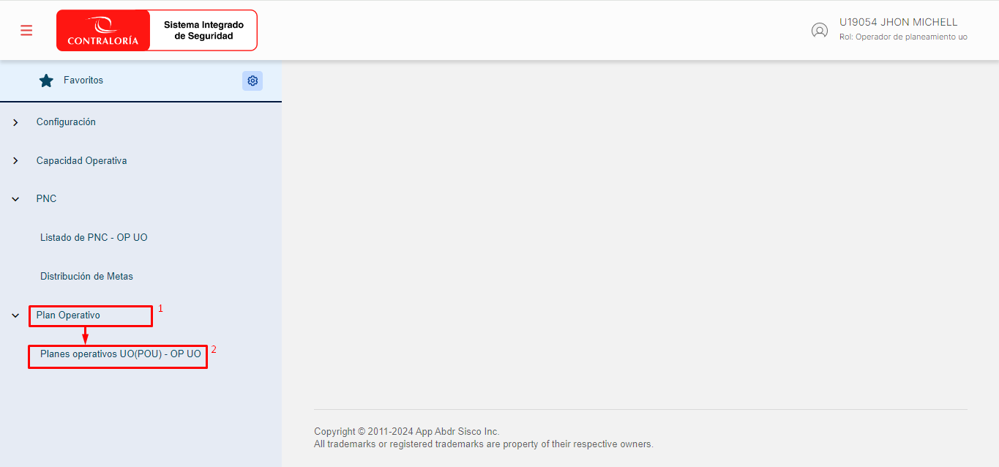 CONTRALORÍA
Sistema Integrado
de Seguridad
U19054 JHON MICHELL
Rol: Operador de planeamiento uo
Favoritos
Configuración
Capacidad Operativa
PNC
Listado de PNC - OP UO
Distribución de Metas
Plan Operativo
1
Planes operativos UO(POU) - OP UO
2
Copyright © 2011-2024 App Abdr Sisco Inc.
All trademarks or registered trademarks are property of their respective owners.